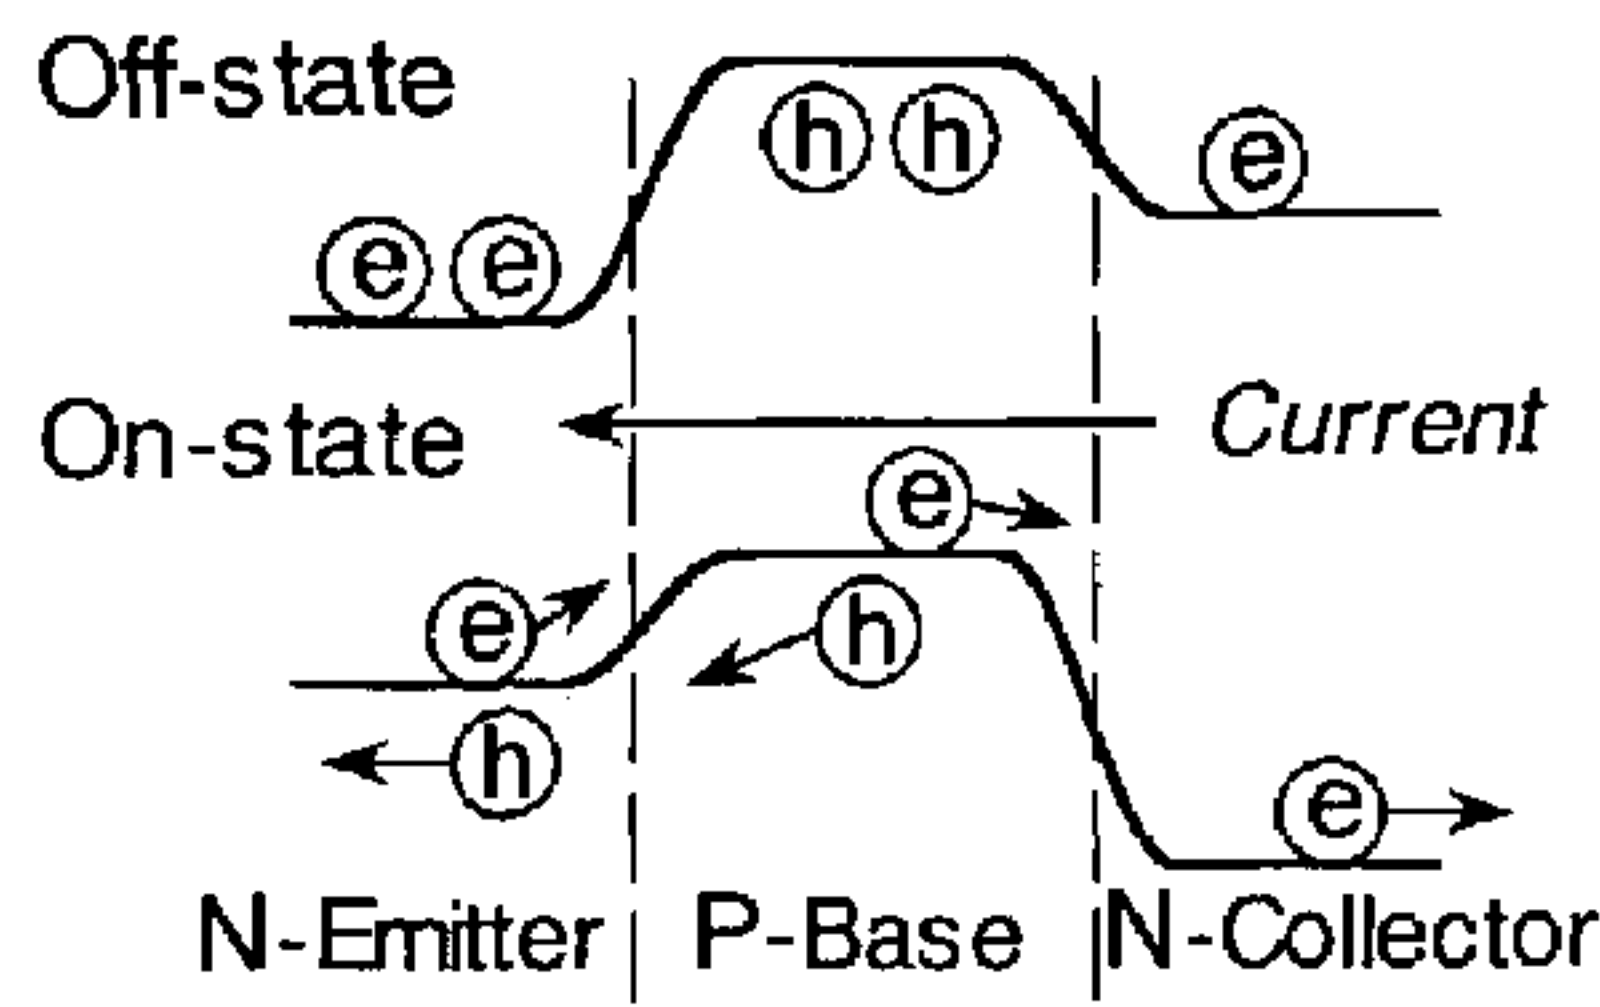 Off-state
h h e
e e
On-state
Current
e
e
h
h
e
N-Emitter P-Base N-Collector